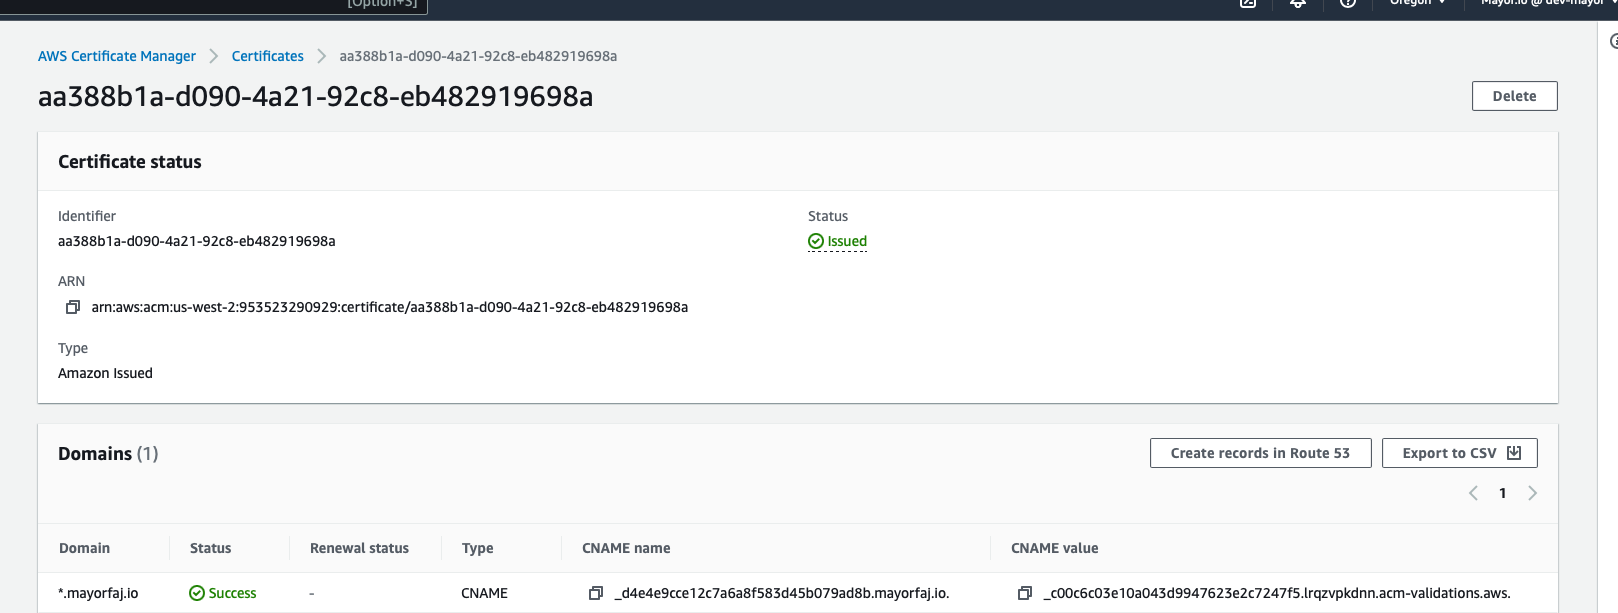 [Option+S]
Oregon
Mayor.io @ dev-mayor
AWS Certificate Manager
Certificates
aa388b1a-d090-4a21-92c8-eb482919698a
aa388b1a-d090-4a21-92c8-eb482919698a
Delete
Certificate status
Identifier
Status
aa388b1a-d090-4a21-92c8-eb482919698a
Issued
ARN
arn:aws:acm:us-west-2:953523290929:certificate/aa388b1a-d090-4a21-92c8-eb482919698a
Type
Amazon Issued
Domains (1)
Create records in Route 53
Export to CSV
1
Domain
Status
Renewal status
Type
CNAME name
CNAME value
*.mayorfaj.io
Success
-
CNAME
_d4e4e9cce12c7a6a8f583d45b079ad8b.mayorfaj.io.
_c00c6c03e10a043d9947623e2c7247f5.lrqzvpkdnn.acm-validations.aws.